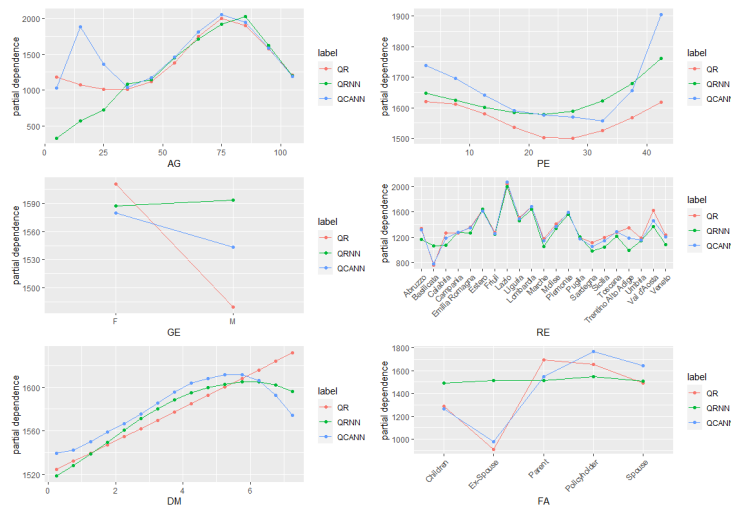 partial dependence
2000
1500
1000
500
0
25
50
75
100
AG
label
QR
QRNN
QCANN
partial dependence
1900
1800
1700
1600
1500
10
20
30
40
PE
label
QR
QRNN
QCANN
partial dependence
1590
1560
1530
1500
F
M
GE
label
QR
QRNN
QCANN
partial dependence
2000
1600
1200
800
Abruzzo
Basilicata
Calabria
Campania
Emilia Romagna
Estero
Friuli
Lazio
Liguria
Lombardia
Marche
Molise
Piemonte
Puglia
Sardegna
Sicilia
Toscana
Trentino Alto Adige
Umbria
Val dAosta
Veneto
RE
label
QR
QRNN
QCANN
partial dependence
1600
1560
1520
0
2
4
6
DM
label
QR
QRNN
QCANN
partial dependence
1800
1600
1400
1200
1000
Children
Ex-Spouse
Parent
Policyholder
Spouse
FA
label
QR
QRNN
QCANN